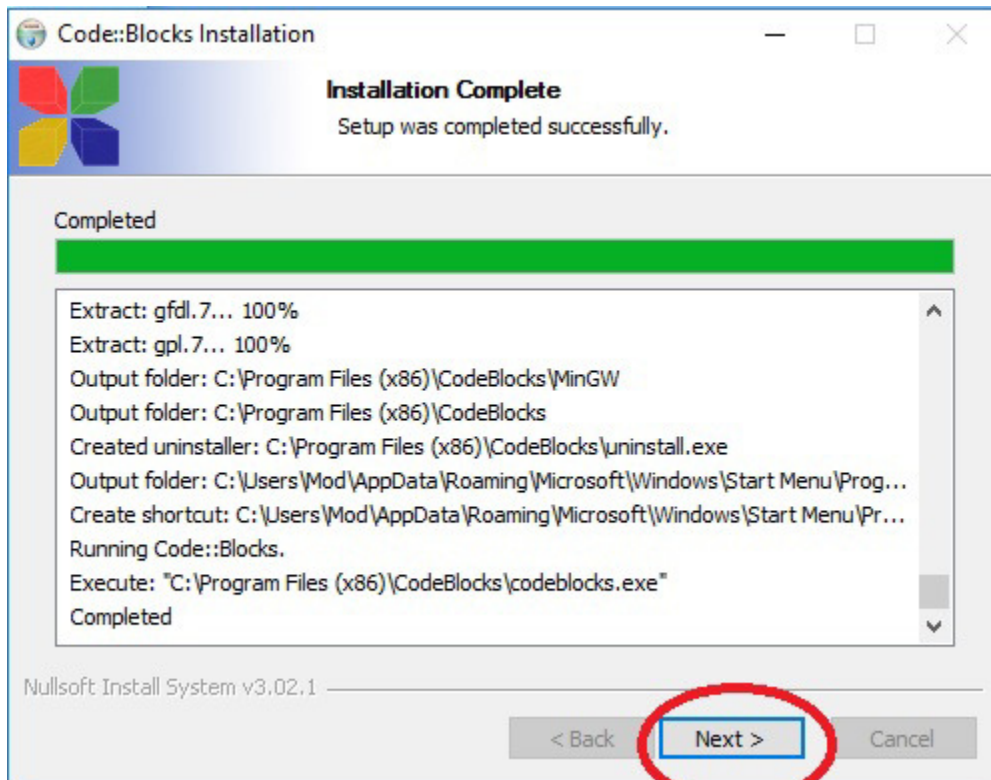 Code::Blocks Installation
Installation Complete
Setup was completed successfully.
Completed
Extract: gfdl.7... 100%
Extract: gpl.7... 100%
Output folder: C:\Program Files (x86)\CodeBlocks\MinGW
Output folder: C:\Program Files (x86)\CodeBlocks
Created uninstaller: C:\Program Files (x86)\CodeBlocks\uninstall.exe
Output folder: C:\Users\Mod\AppData\Roaming\Microsoft\Windows\Start Menu\Prog...
Create shortcut: C:\Users\Mod\AppData\Roaming\Microsoft\Windows\Start Menu\Pr...
Running Code::Blocks.
Execute: "C:\Program Files (x86)\CodeBlocks\codeblocks.exe"
Completed
Nullsoft Install System v3.02.1
< Back Next > Cancel